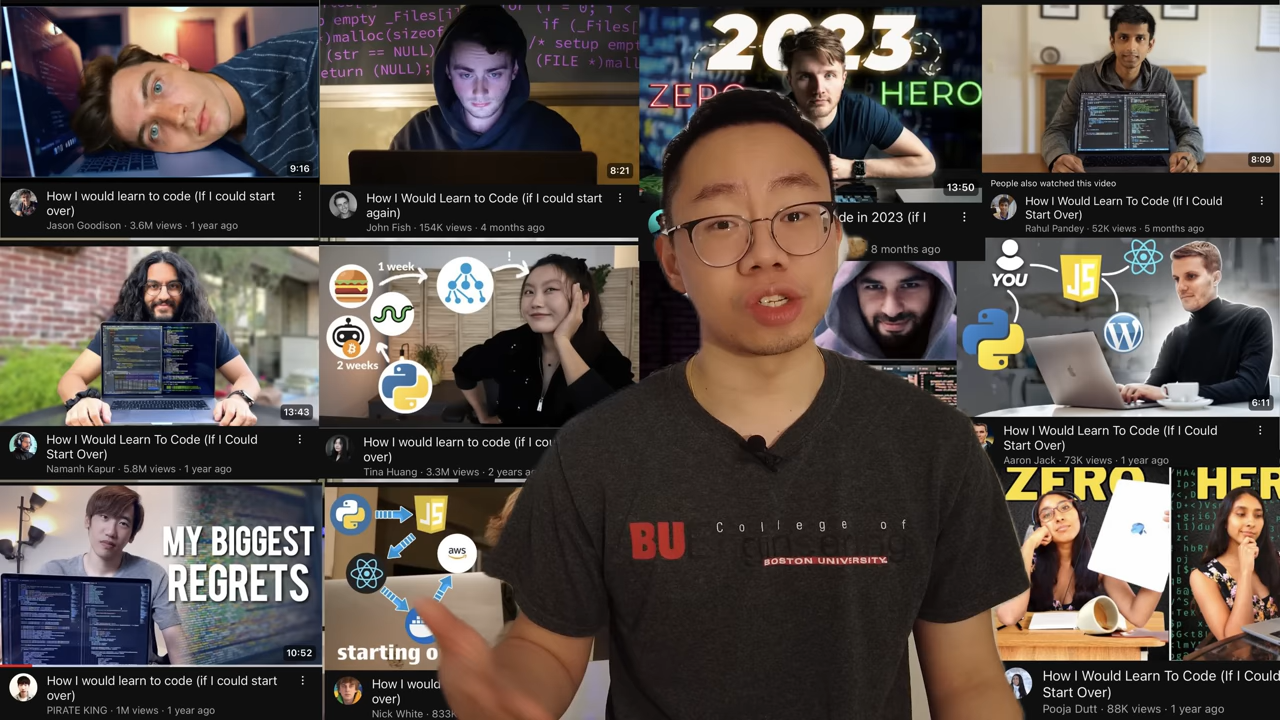 empty _Files[i]
for (i = 0; i <
)malloc(sizeof
if (_Files[
(str == NULL)
/* setup empt
eturn (NULL);
(FILE *)mall
9:16
How I would learn to code (If I could start
over)
Jason Goodison · 3.6M views · 1 year ago
8:21
How I Would Learn to Code (if I could start
again)
John Fish · 154K views · 4 months ago
2023
ZERO
HERO
13:50
de in 2023 (if I
8 months ago
8:09
People also watched this video
How I Would Learn To Code (If I Could
Start Over)
Rahul Pandey · 52K views · 5 months ago
13:43
How I Would Learn To Code (If I Could
Start Over)
Namanh Kapur · 5.8M views · 1 year ago
1 week
!
2 weeks
How I would learn to code (if I cou
over)
Tina Huang · 3.3M views · 2 years ag
YOU
JS
W
6:11
How I Would Learn To Code (If I Could
Start Over)
Aaron Jack · 73K views · 1 year ago
MY BIGGEST
REGRETS
10:52
How I would learn to code (if I could start
over)
PIRATE KING · 1M views · 1 year ago
JS
aws
starting o
How I would
over)
Nick White · 833K
BU College of
BOSTON UNIVERSITY
ZERO
HER
How I Would Learn To Code (If I Could
Start Over)
Pooja Dutt · 88K views · 1 year ago